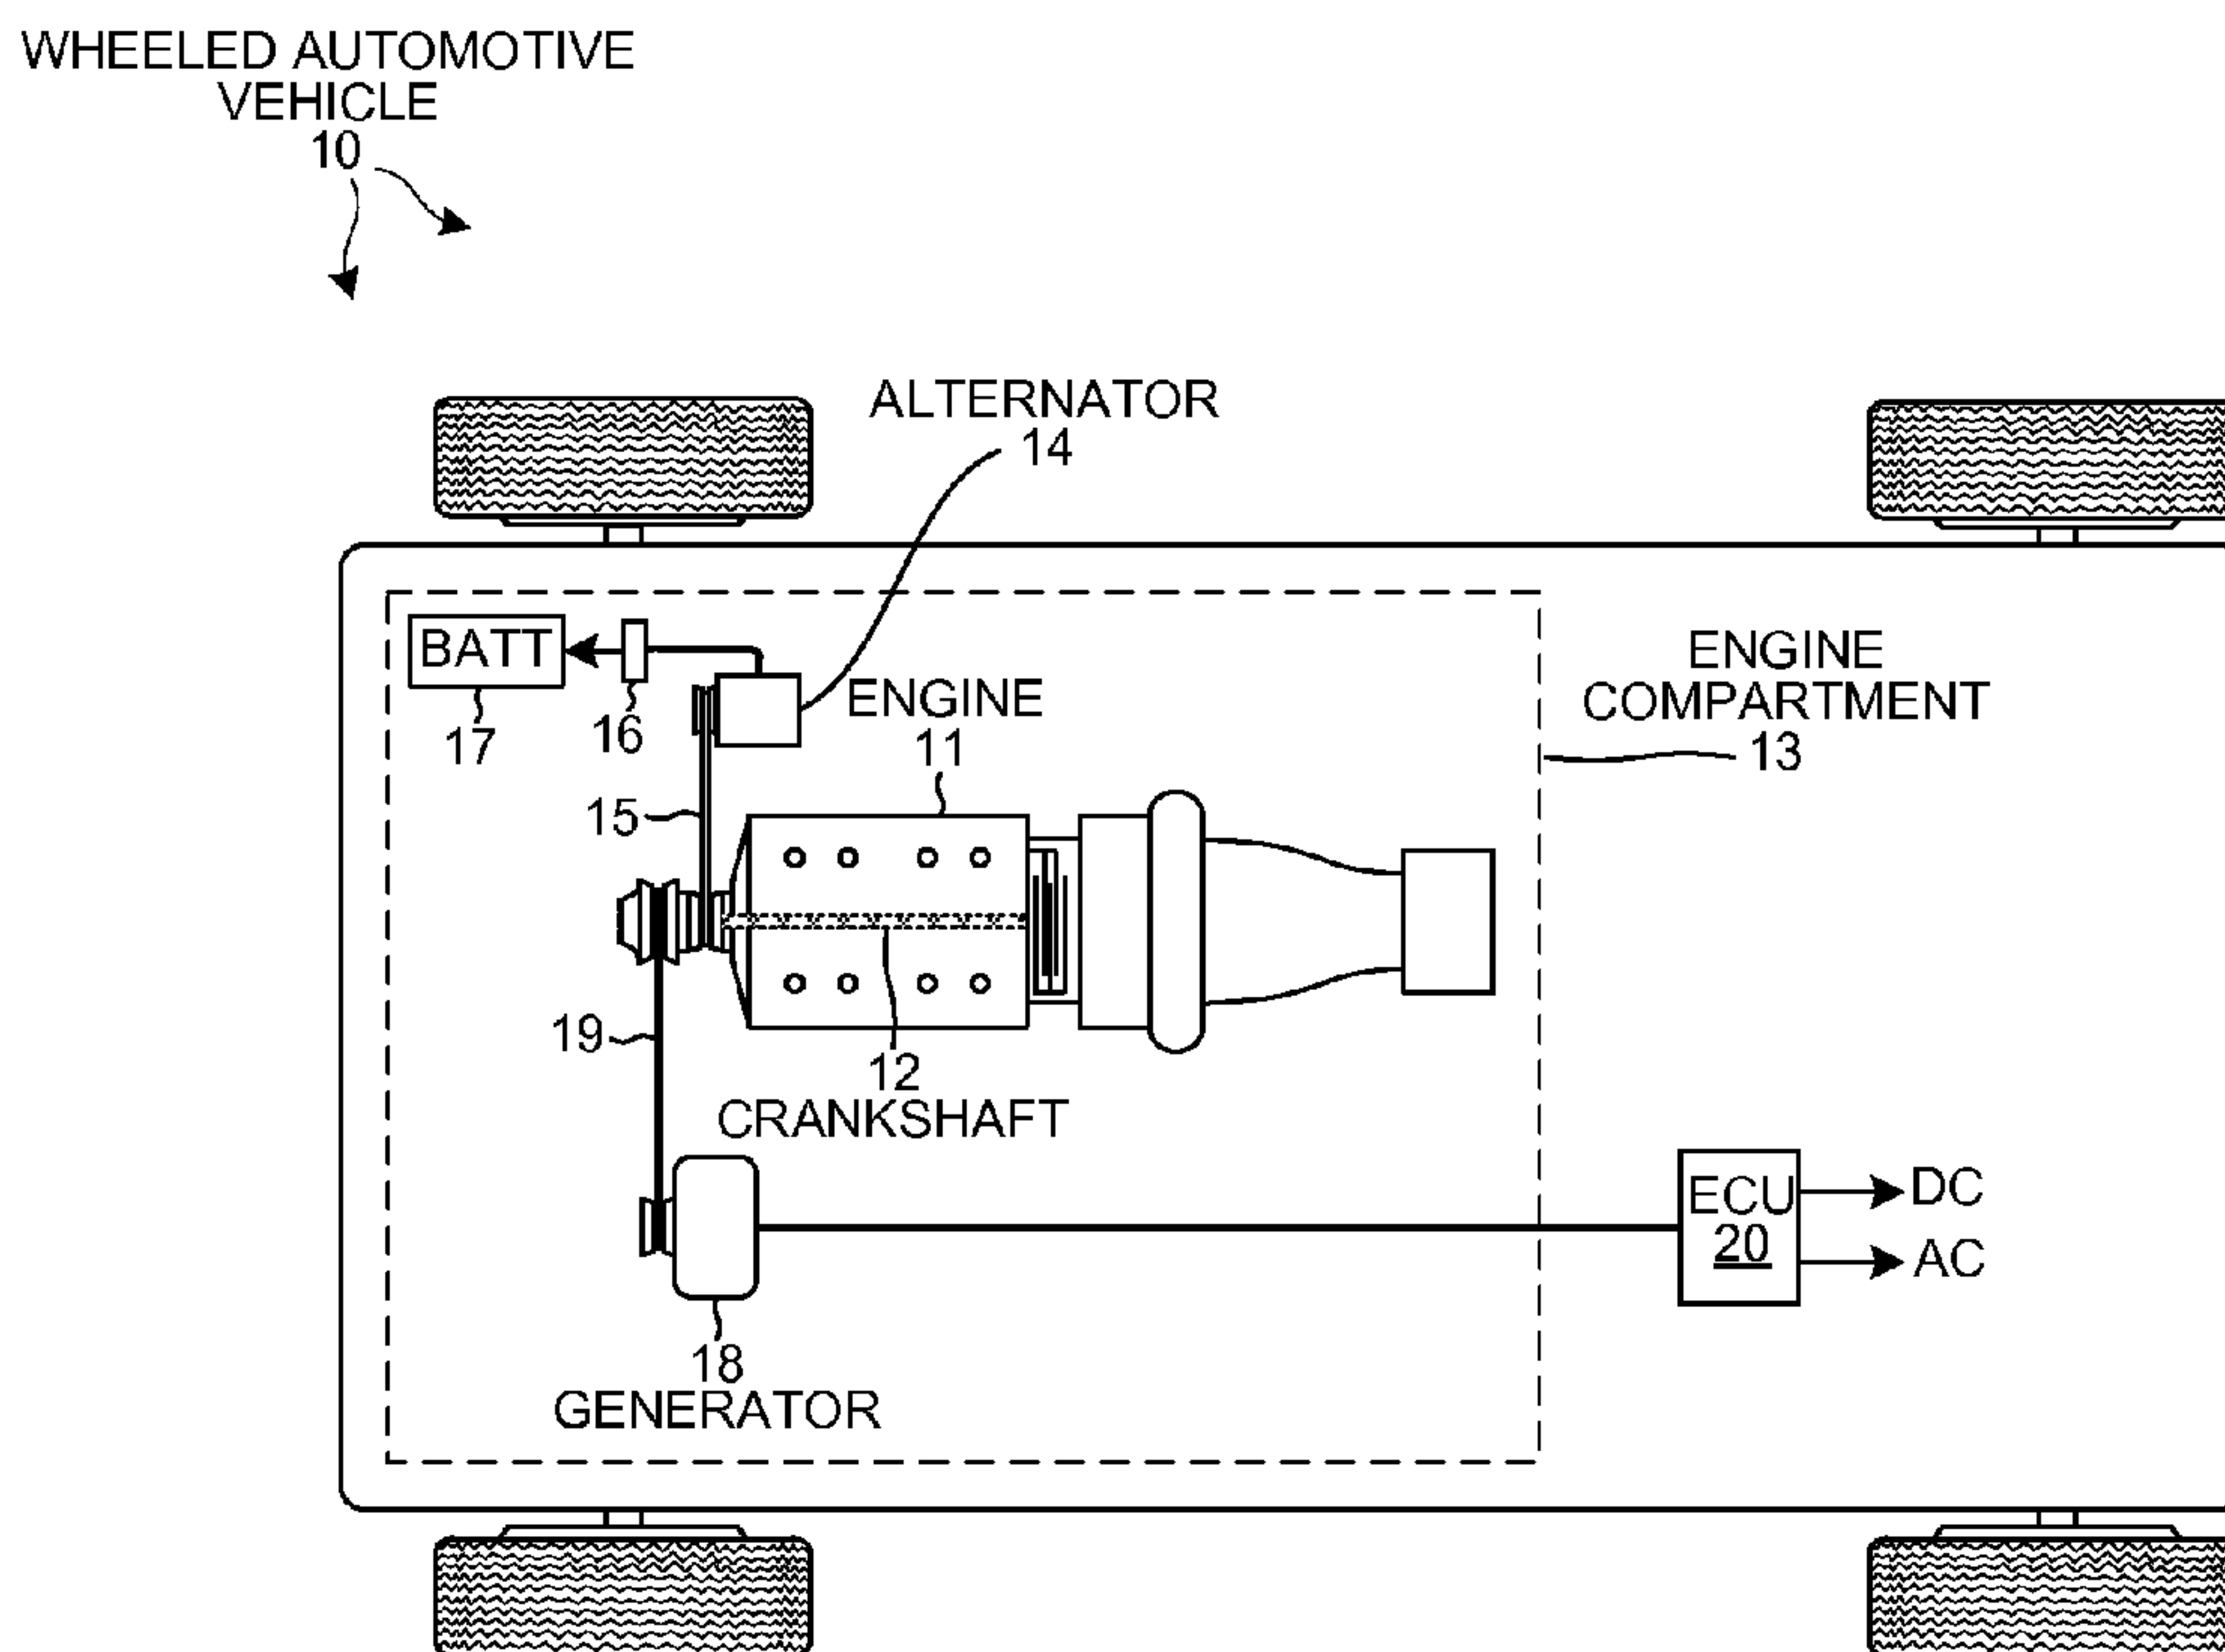 WHEELED AUTOMOTIVE
VEHICLE
10
ALTERNATOR
14
BATT
17
16
ENGINE
11
ENGINE
COMPARTMENT
13
15
19
12
CRANKSHAFT
ECU
20
DC
AC
18
GENERATOR